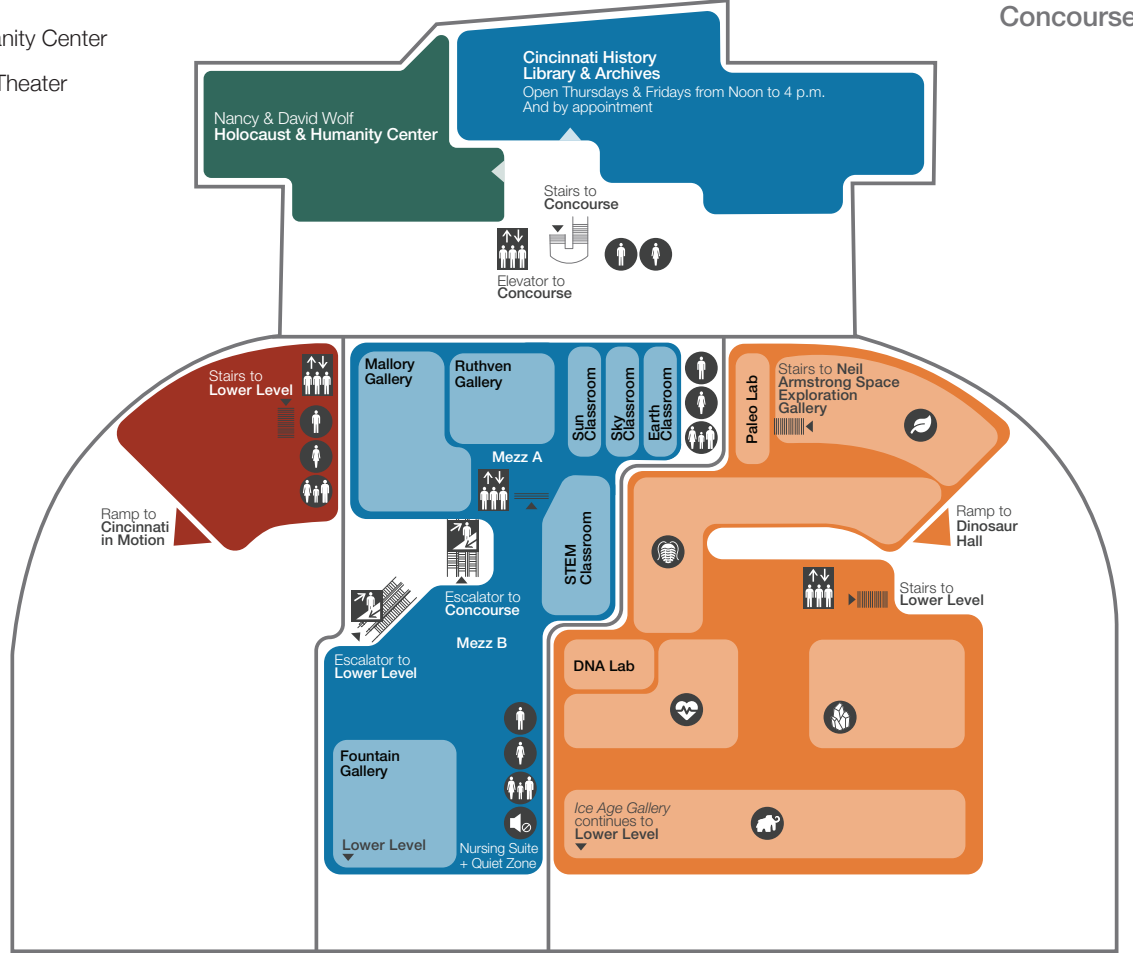 Concourse
anity Center
Theater
Cincinnati History
Library & Archives
Open Thursdays & Fridays from Noon to 4 p.m.
And by appointment
Nancy & David Wolf
Holocaust & Humanity Center
Stairs to
Concourse
Elevator to
Concourse
Stairs to
Lower Level
Ramp to
Cincinnati
in Motion
Mallory
Gallery
Ruthven
Gallery
Sun
Classroom
Sky
Classroom
Earth
Classroom
Mezz A
STEM
Classroom
Escalator to
Concourse
Mezz B
Escalator to
Lower Level
Fountain
Gallery
Lower Level
Nursing Suite
+ Quiet Zone
Paleo Lab
Stairs to Neil
Armstrong Space
Exploration
Gallery
Ramp to
Dinosaur
Hall
Stairs to
Lower Level
DNA Lab
Ice Age Gallery
continues to
Lower Level